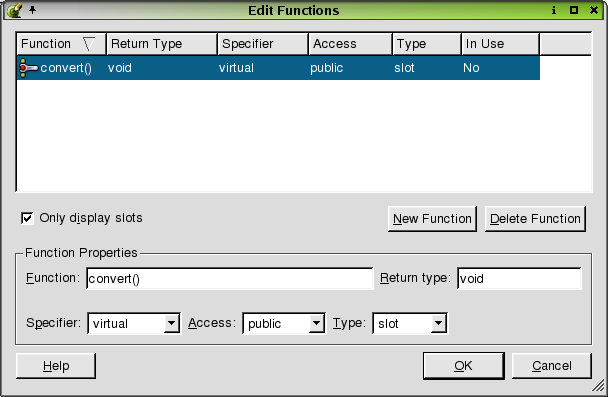 Edit Functions
Function Return Type Specifier Access Type In Use
convert() void virtual public slot No
Only display slots New Function Delete Function
Function Properties
Function: convert() Return type: void
Specifier: virtual Access: public Type: slot
Help OK Cancel